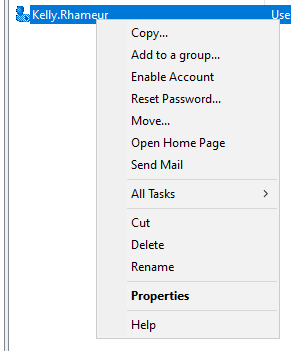 Kelly.Rhameur
Use
Copy...
Add to a group...
Enable Account
Reset Password...
Move...
Open Home Page
Send Mail
All Tasks
Cut
Delete
Rename
Properties
Help